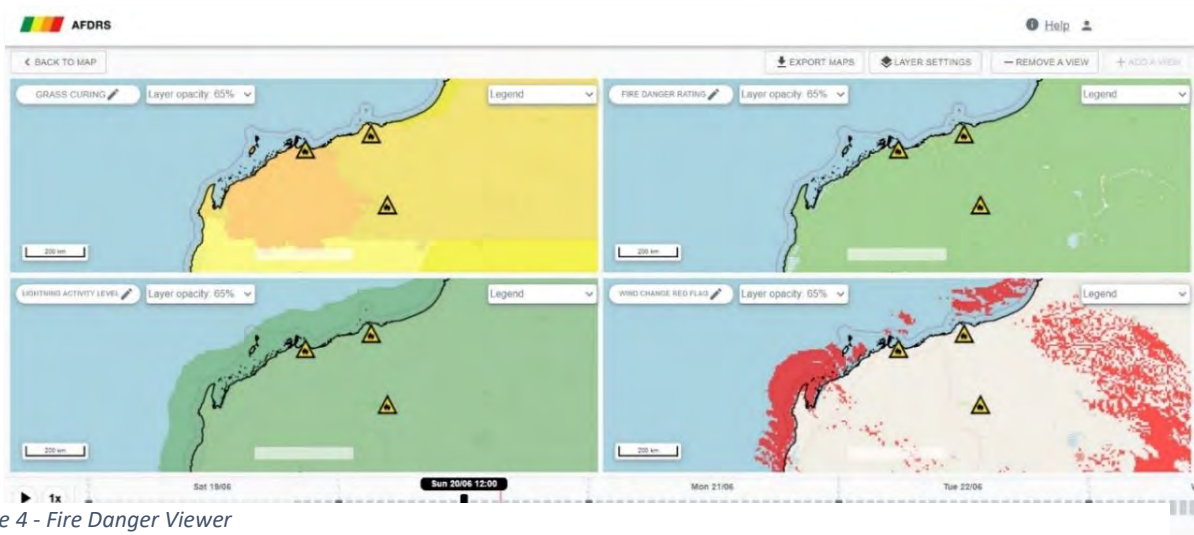 AFDRS
Help
BACK TO MAP
EXPORT MAPS
LAYER SETTINGS
REMOVE A VIEW
+ ADD A VIEW
GRASS CURING
Layer opacity: 65%
Legend
FIRE DANGER RATING
Layer opacity: 65%
Legend
200 km
200 km
LIGHTNING ACTIVITY LEVEL
Layer opacity: 65%
Legend
WIND CHANGE RED FLAG
Layer opacity: 65%
Legend
200 km
200 km
1x
Sat 19/06
Sun 20/06 12:00
Mon 21/06
Tue 22/06
e 4 - Fire Danger Viewer